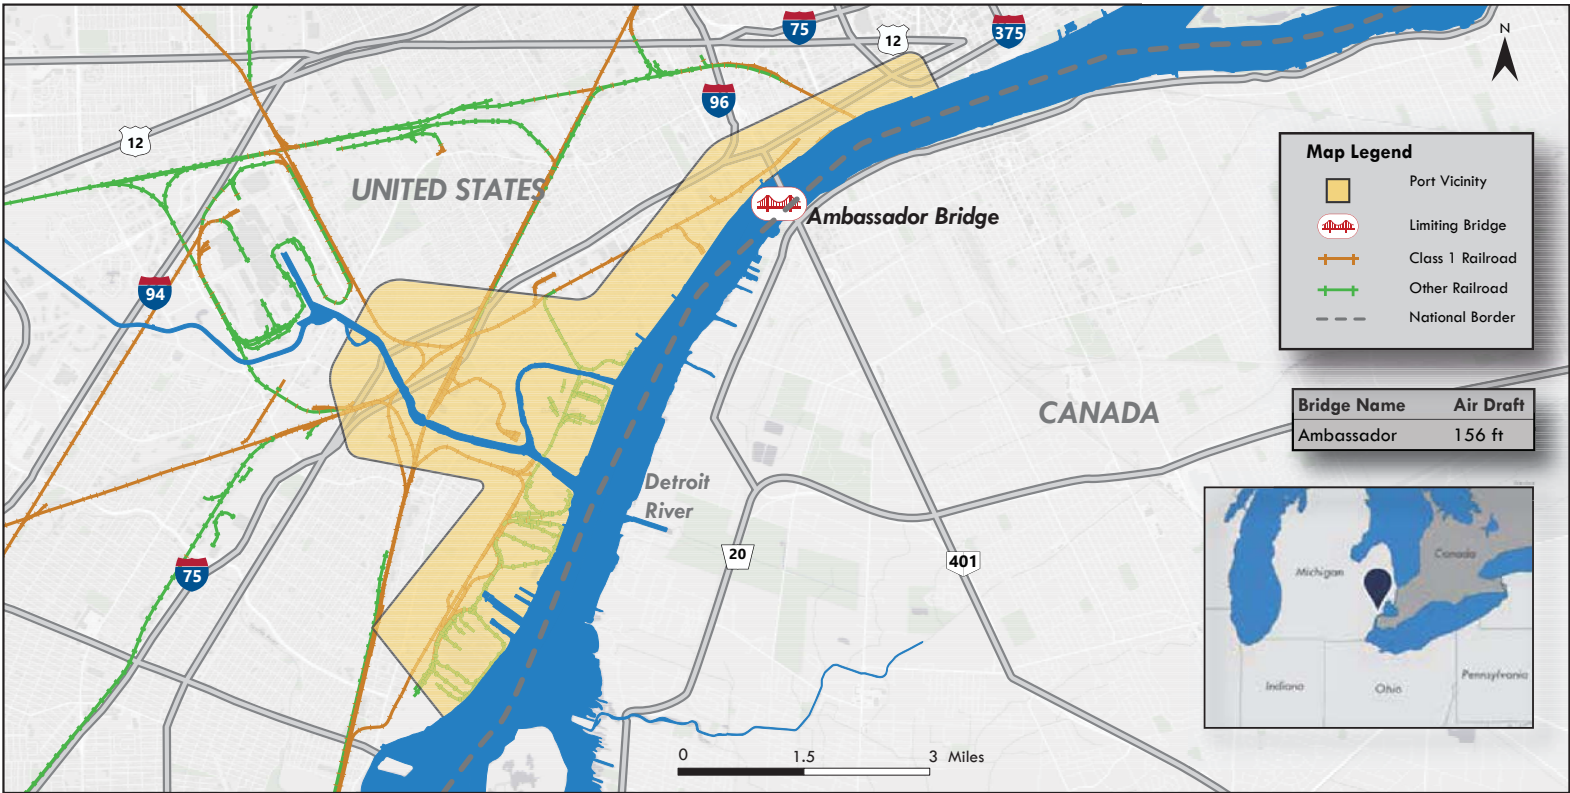 75
12
375
N
96
12
UNITED STATES
Ambassador Bridge
94
Map Legend
Port Vicinity
Limiting Bridge
Class 1 Railroad
Other Railroad
National Border
CANADA
Bridge Name Air Draft
Ambassador 156 ft
Detroit
River
20
401
75
Michigan
Canada
Indiana
Ohio
Pennsylvania
0 1.5 3 Miles